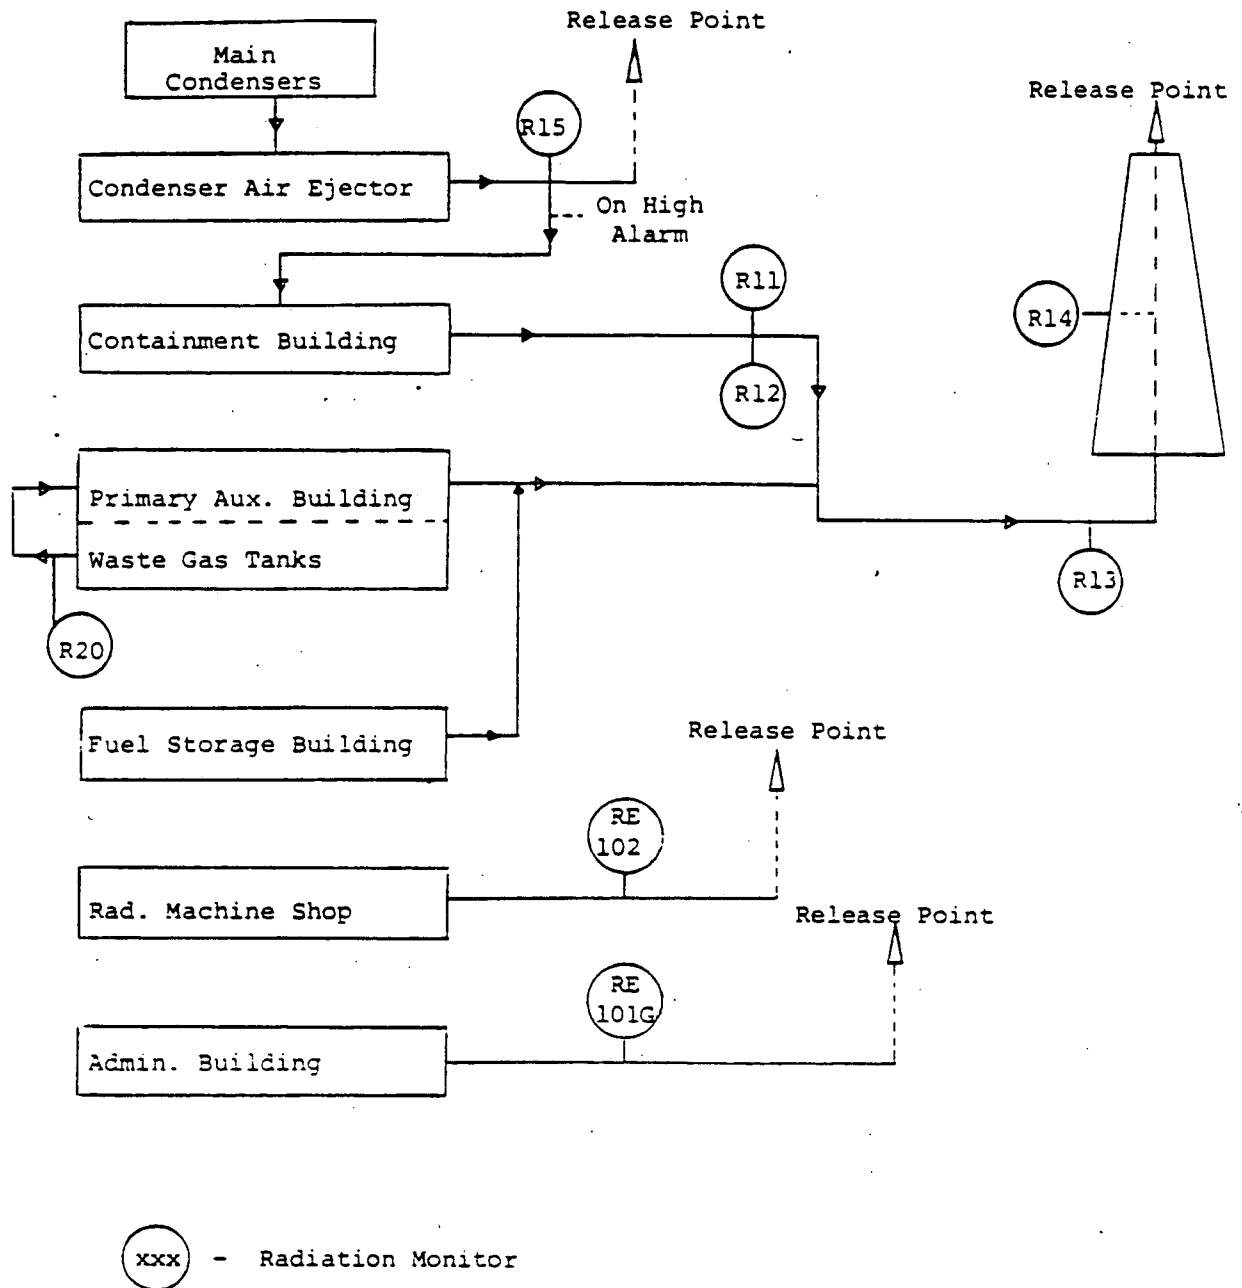 Release Point
Main
Condensers
Release Point
R15
Condenser Air Ejector
On High
Alarm
R11
Containment Building
R14
R12
Primary Aux. Building
Waste Gas Tanks
R13
R20
Fuel Storage Building
Release Point
RE
102
Rad. Machine Shop
Release Point
RE
101G
Admin. Building
xxx - Radiation Monitor